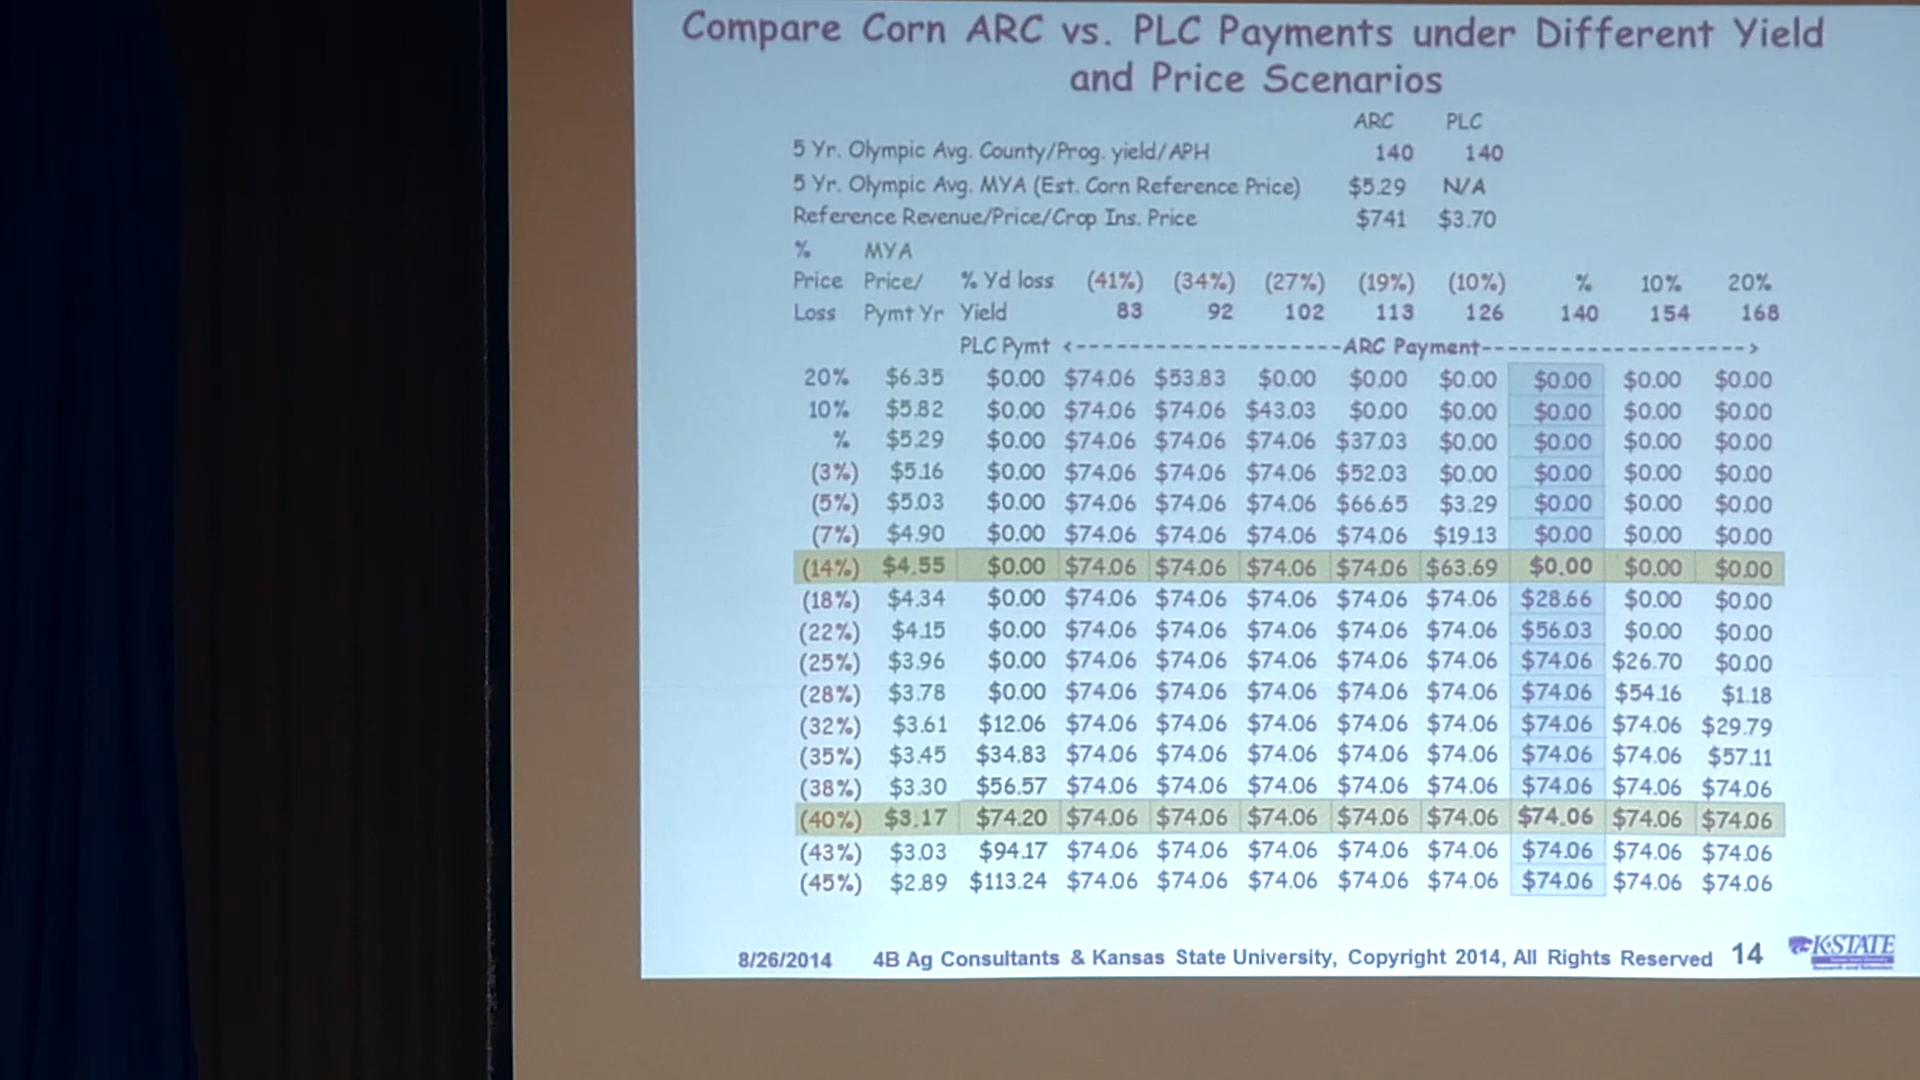 Compare Corn ARC vs. PLC Payments under Different Yield
and Price Scenarios
ARC PLC
5 Yr. Olympic Avg. County/Prog. yield/APH 140 140
5 Yr. Olympic Avg. MYA (Est. Corn Reference Price) $5.29 N/A
Reference Revenue/Price/Crop Ins. Price $741 $3.70
% MYA
Price Price/ % Yd loss (41%) (34%) (27%) (19%) (10%) % 10% 20%
Loss Pymt Yr Yield 83 92 102 113 126 140 154 168
PLC Pymt <--------------------ARC Payment-------------------->
20% $6.35 $0.00 $74.06 $53.83 $0.00 $0.00 $0.00 $0.00 $0.00 $0.00
10% $5.82 $0.00 $74.06 $74.06 $43.03 $0.00 $0.00 $0.00 $0.00 $0.00
% $5.29 $0.00 $74.06 $74.06 $74.06 $37.03 $0.00 $0.00 $0.00 $0.00
(3%) $5.16 $0.00 $74.06 $74.06 $74.06 $52.03 $0.00 $0.00 $0.00 $0.00
(5%) $5.03 $0.00 $74.06 $74.06 $74.06 $66.65 $3.29 $0.00 $0.00 $0.00
(7%) $4.90 $0.00 $74.06 $74.06 $74.06 $74.06 $19.13 $0.00 $0.00 $0.00
(14%) $4.55 $0.00 $74.06 $74.06 $74.06 $74.06 $63.69 $0.00 $0.00 $0.00
(18%) $4.34 $0.00 $74.06 $74.06 $74.06 $74.06 $74.06 $28.66 $0.00 $0.00
(22%) $4.15 $0.00 $74.06 $74.06 $74.06 $74.06 $74.06 $56.03 $0.00 $0.00
(25%) $3.96 $0.00 $74.06 $74.06 $74.06 $74.06 $74.06 $74.06 $26.70 $0.00
(28%) $3.78 $0.00 $74.06 $74.06 $74.06 $74.06 $74.06 $74.06 $54.16 $1.18
(32%) $3.61 $12.06 $74.06 $74.06 $74.06 $74.06 $74.06 $74.06 $74.06 $29.79
(35%) $3.45 $34.83 $74.06 $74.06 $74.06 $74.06 $74.06 $74.06 $74.06 $57.11
(38%) $3.30 $56.57 $74.06 $74.06 $74.06 $74.06 $74.06 $74.06 $74.06 $74.06
(40%) $3.17 $74.20 $74.06 $74.06 $74.06 $74.06 $74.06 $74.06 $74.06 $74.06
(43%) $3.03 $94.17 $74.06 $74.06 $74.06 $74.06 $74.06 $74.06 $74.06 $74.06
(45%) $2.89 $113.24 $74.06 $74.06 $74.06 $74.06 $74.06 $74.06 $74.06 $74.06
8/26/2014 4B Ag Consultants & Kansas State University, Copyright 2014, All Rights Reserved 14 K-STATE